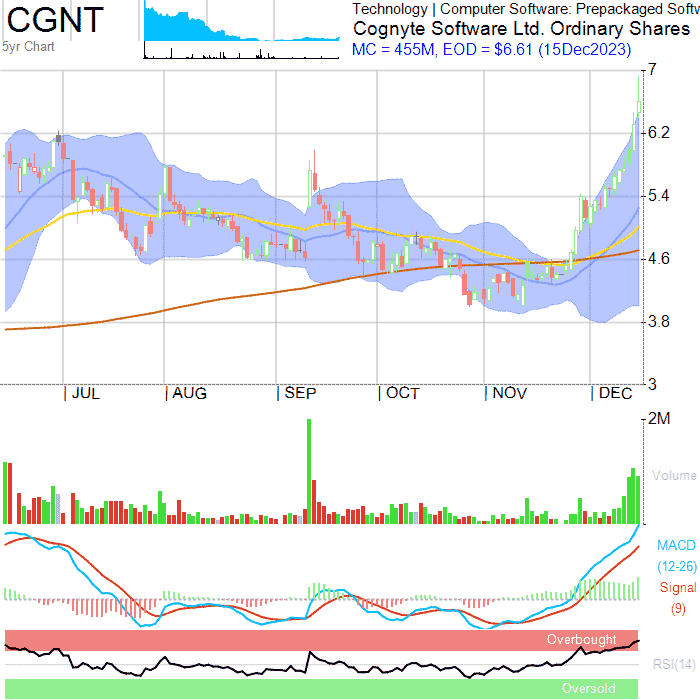 CGNT
5yr Chart
Technology | Computer Software: Prepackaged Softw
Cognyte Software Ltd. Ordinary Shares
MC = 455M, EOD = $6.61 (15Dec2023)
7
6.2
5.4
4.6
3.8
3
| JUL | AUG | SEP | OCT | NOV | DEC
2M
Volume
MACD
(12-26)
Signal
(9)
Overbought
RSI(14)
Oversold